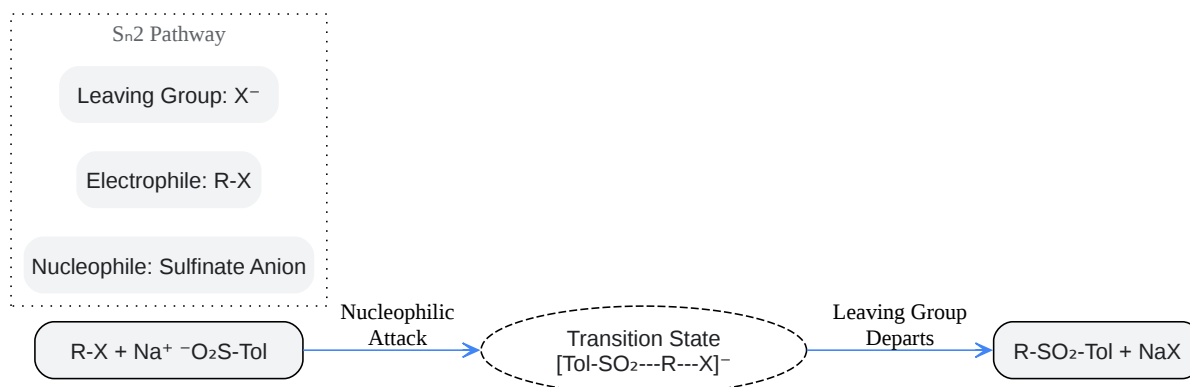 Sₙ2 Pathway
Leaving Group: X⁻
Electrophile: R-X
Nucleophile: Sulfinate Anion
R-X + Na⁺ ⁻O₂S-Tol
Nucleophilic
Attack
Transition State
[Tol-SO₂---R---X]⁻
Leaving Group
Departs
R-SO₂-Tol + NaX